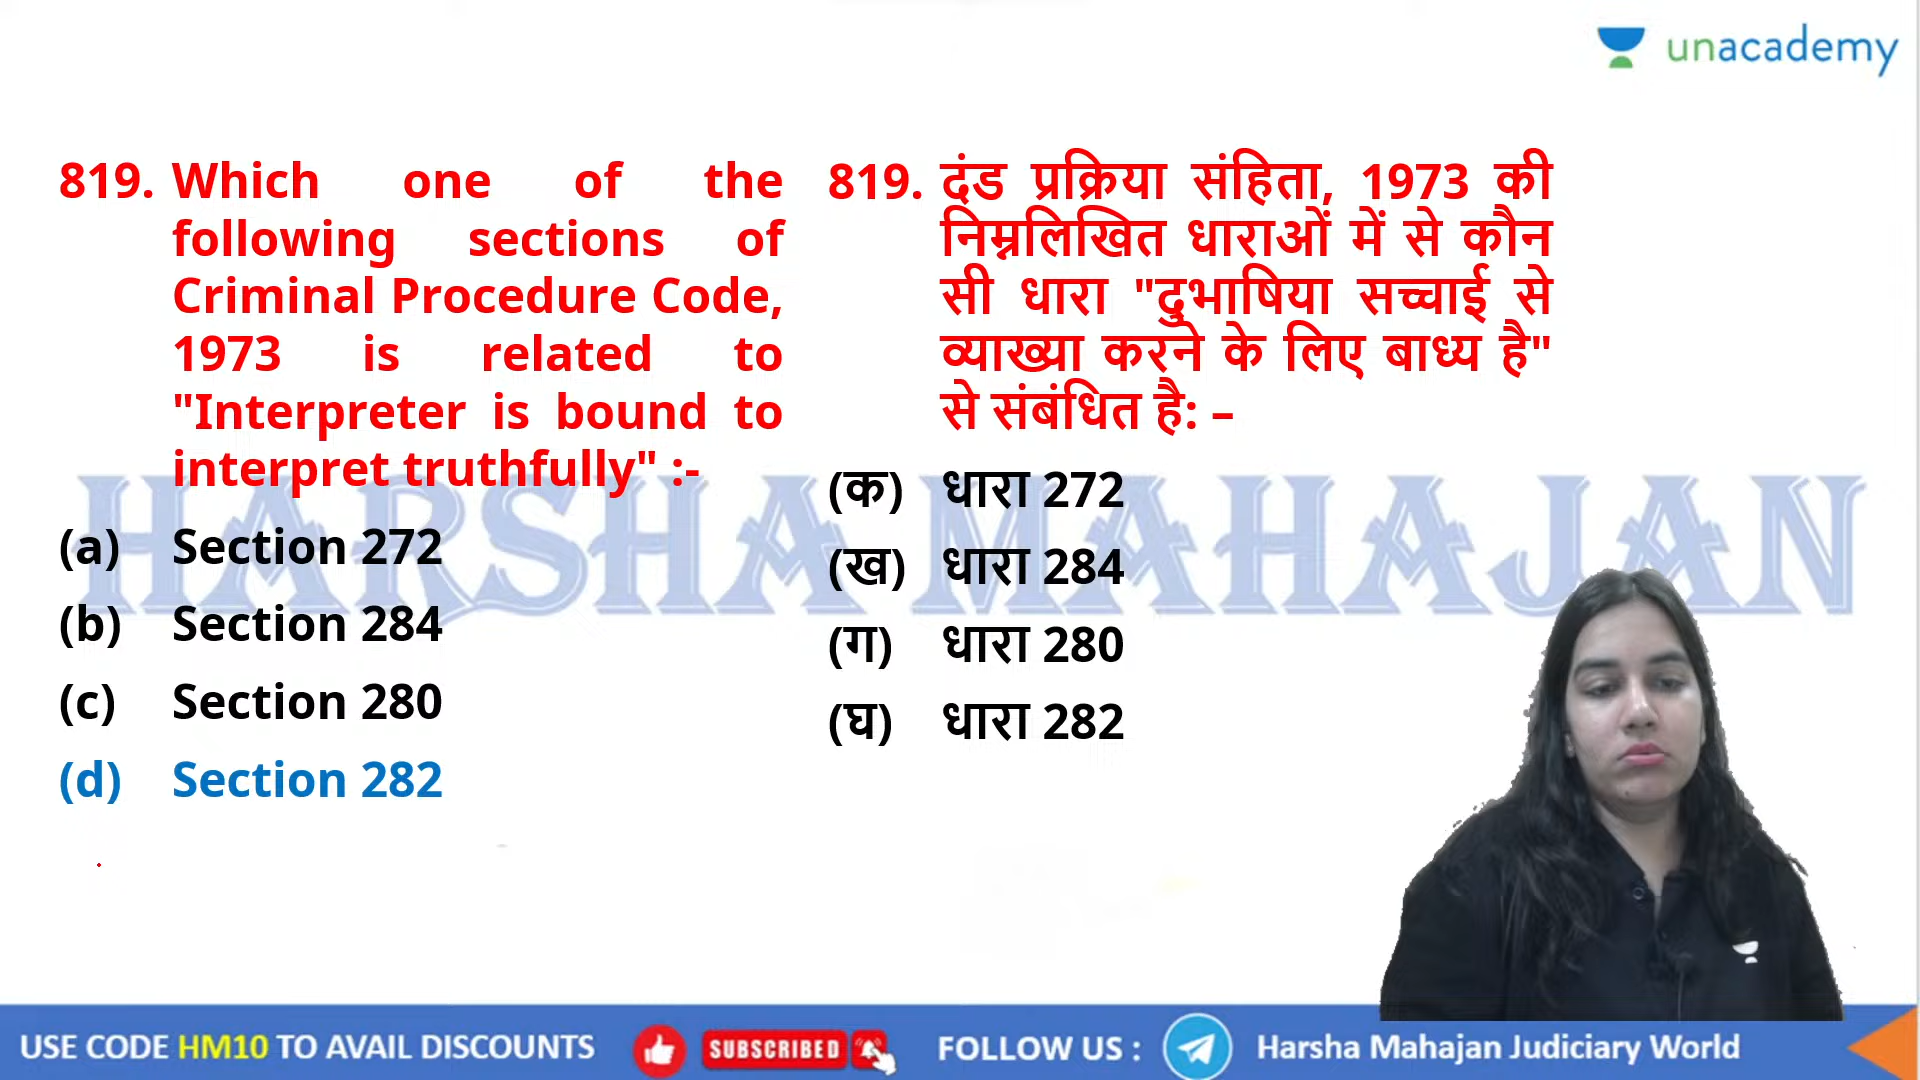 unacademy
819. Which one of the
following sections of
Criminal Procedure Code,
1973 is related to
"Interpreter is bound to
interpret truthfully" :-
(a) Section 272
(b) Section 284
(c) Section 280
(d) Section 282
819. दंड प्रक्रिया संहिता, 1973 की
निम्नलिखित धाराओं में से कौन
सी धारा "दुभाषिया सच्चाई से
व्याख्या करने के लिए बाध्य है"
से संबंधित है: –
(क) धारा 272
(ख) धारा 284
(ग) धारा 280
(घ) धारा 282
HARSHA MAHAJAN
USE CODE HM10 TO AVAIL DISCOUNTS
SUBSCRIBED
FOLLOW US :
Harsha Mahajan Judiciary World